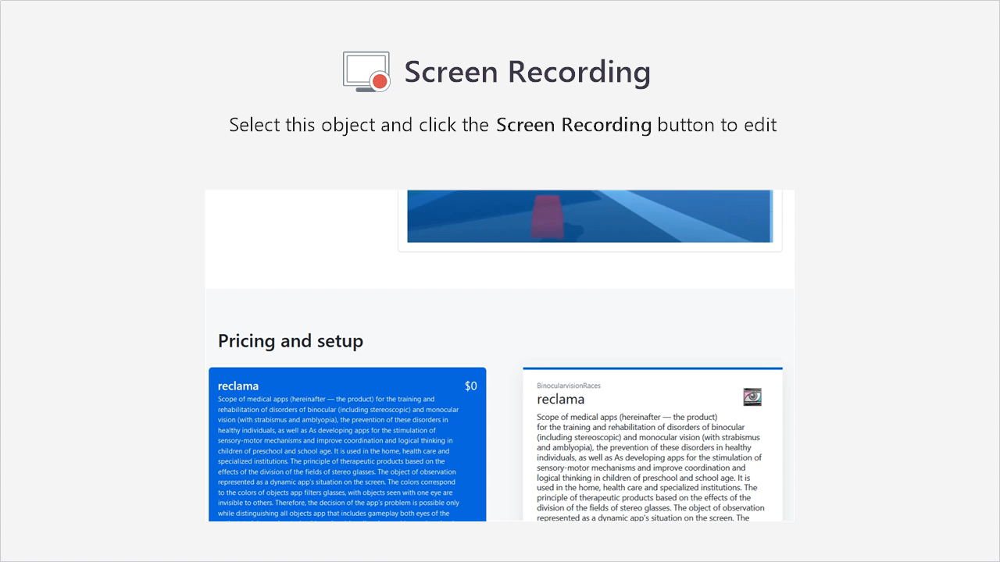 Screen Recording
Select this object and click the Screen Recording button to edit
Pricing and setup
reclama $0
Scope of medical apps (hereinafter — the product) for the training and
rehabilitation of disorders of binocular (including stereoscopic) and monocular
vision (with strabismus and amblyopia), the prevention of these disorders in
healthy individuals, as well as As developing apps for the stimulation of
sensory-motor mechanisms and improve coordination and logical thinking in
children of preschool and school age. It is used in the home, health care and
specialized institutions. The principle of therapeutic products based on the
effects of the division of the fields of stereo glasses. The object of observation
represented as a dynamic app's situation on the screen. The colors correspond
to the colors of objects app filters glasses, with objects seen with one eye are
invisible to others. Therefore, the decision of the app's problem is possible only
while distinguishing all objects app that includes gameplay both eyes of the
BinocularvisionRaces
reclama
Scope of medical apps (hereinafter — the product)
for the training and rehabilitation of disorders of binocular
(including stereoscopic) and monocular vision (with strabismus
and amblyopia), the prevention of these disorders in healthy
individuals, as well as As developing apps for the stimulation of
sensory-motor mechanisms and improve coordination and
logical thinking in children of preschool and school age. It is
used in the home, health care and specialized institutions. The
principle of therapeutic products based on the effects of the
division of the fields of stereo glasses. The object of observation
represented as a dynamic app's situation on the screen. The